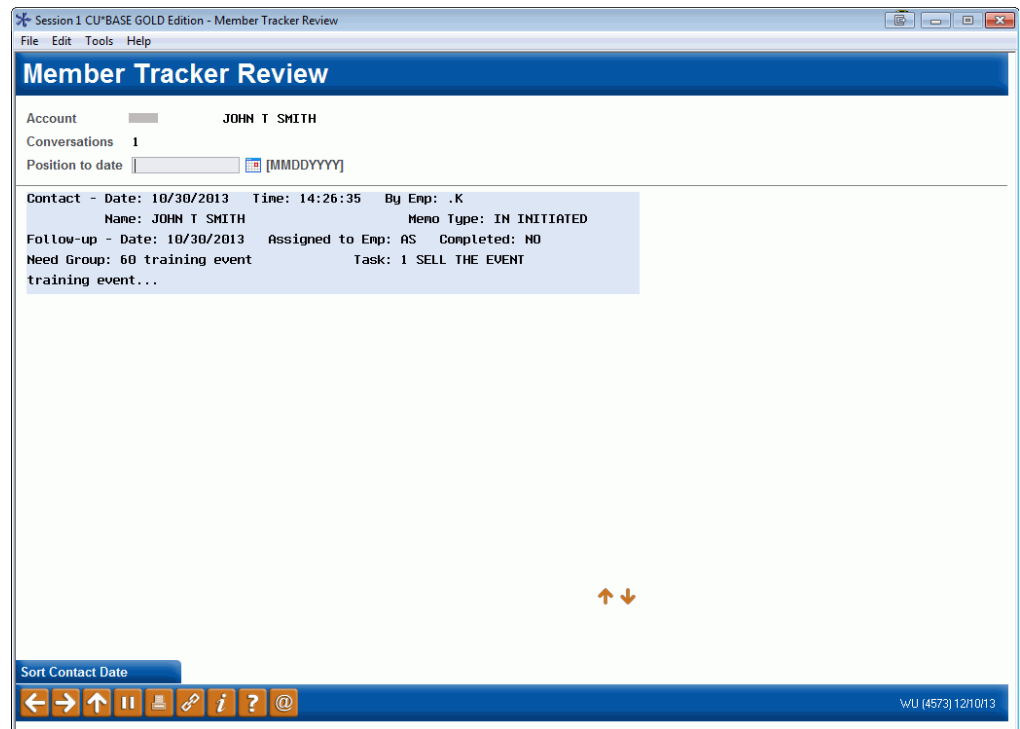 Session 1 CU*BASE GOLD Edition - Member Tracker Review
File Edit Tools Help
Member Tracker Review
Account JOHN T SMITH
Conversations 1
Position to date [MMDDYYYY]
Contact - Date: 10/30/2013 Time: 14:26:35 By Emp: .K
Name: JOHN T SMITH Memo Type: IN INITIATED
Follow-up - Date: 10/30/2013 Assigned to Emp: AS Completed: NO
Need Group: 60 training event Task: 1 SELL THE EVENT
training event...
Sort Contact Date
WU (4573) 12/10/13